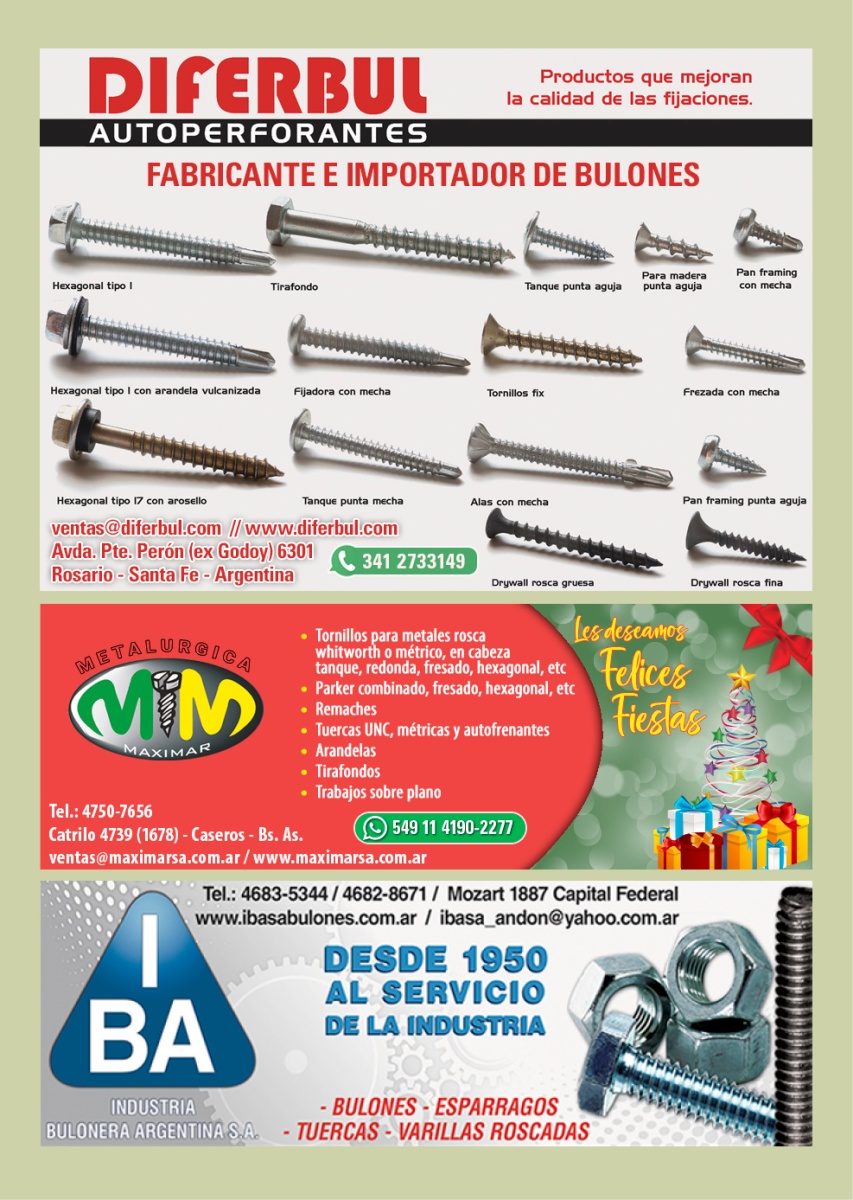 DIFERBUL
AUTOPERFORANTES
Productos que mejoran
la calidad de las fijaciones.
FABRICANTE E IMPORTADOR DE BULONES
Hexagonal tipo I
Tirafondo
Tanque punta aguja
Para madera
punta aguja
Pan framing
con mecha
Hexagonal tipo I con arandela vulcanizada
Fijadora con mecha
Tornillos fix
Frezada con mecha
Hexagonal tipo 17 con arosello
Tanque punta mecha
Alas con mecha
Pan framing punta aguja
Drywall rosca gruesa
Drywall rosca fina
ventas@diferbul.com // www.diferbul.com
Avda. Pte. Perón (ex Godoy) 6301
Rosario - Santa Fe - Argentina
341 2733149
METALURGICA
MM
MAXIMAR
• Tornillos para metales rosca
whitworth o métrico, en cabeza
tanque, redonda, fresado, hexagonal, etc
• Parker combinado, fresado, hexagonal, etc
• Remaches
• Tuercas UNC, métricas y autofrenantes
• Arandelas
• Tirafondos
• Trabajos sobre plano
Tel.: 4750-7656
Catrilo 4739 (1678) - Caseros - Bs. As.
ventas@maximarsa.com.ar / www.maximarsa.com.ar
549 11 4190-2277
Les deseamos
Felices
Fiestas
Tel.: 4683-5344 / 4682-8671 / Mozart 1887 Capital Federal
www.ibasabulones.com.ar / ibasa_andon@yahoo.com.ar
I
BA
INDUSTRIA
BULONERA ARGENTINA S.A.
DESDE 1950
AL SERVICIO
DE LA INDUSTRIA
- BULONES - ESPARRAGOS
- TUERCAS - VARILLAS ROSCADAS